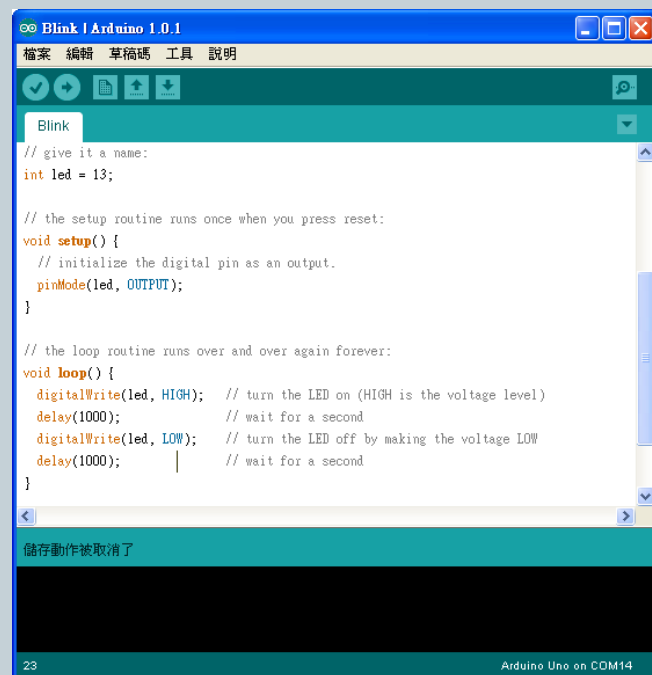 Blink | Arduino 1.0.1
檔案 編輯 草稿碼 工具 說明
Blink
// give it a name:
int led = 13;
// the setup routine runs once when you press reset:
void setup() {
// initialize the digital pin as an output.
pinMode(led, OUTPUT);
}
// the loop routine runs over and over again forever:
void loop() {
digitalWrite(led, HIGH); // turn the LED on (HIGH is the voltage level)
delay(1000); // wait for a second
digitalWrite(led, LOW); // turn the LED off by making the voltage LOW
delay(1000); // wait for a second
}
儲存動作被取消了
23 Arduino Uno on COM14